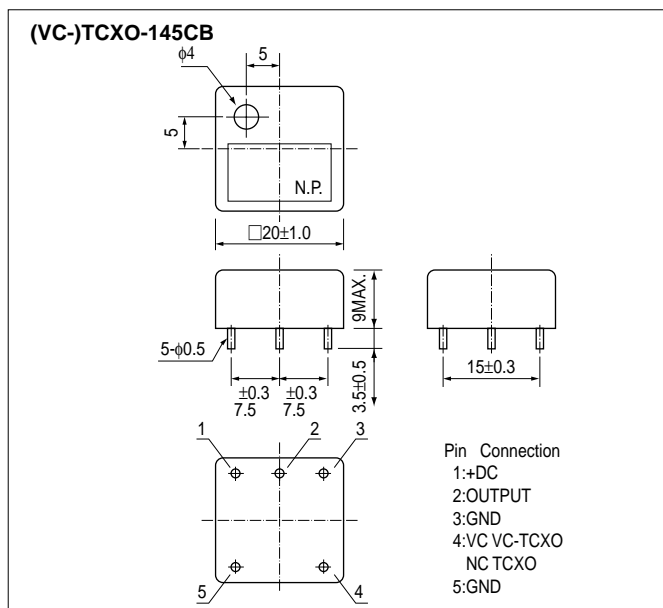 (VC-)TCXO-145CB
φ4
5
5
N.P.
□20±1.0
9MAX.
5-φ0.5
3.5±0.5
±0.3 ±0.3
7.5 7.5
15±0.3
1 2 3
5 4
Pin Connection
1:+DC
2:OUTPUT
3:GND
4:VC VC-TCXO
NC TCXO
5:GND